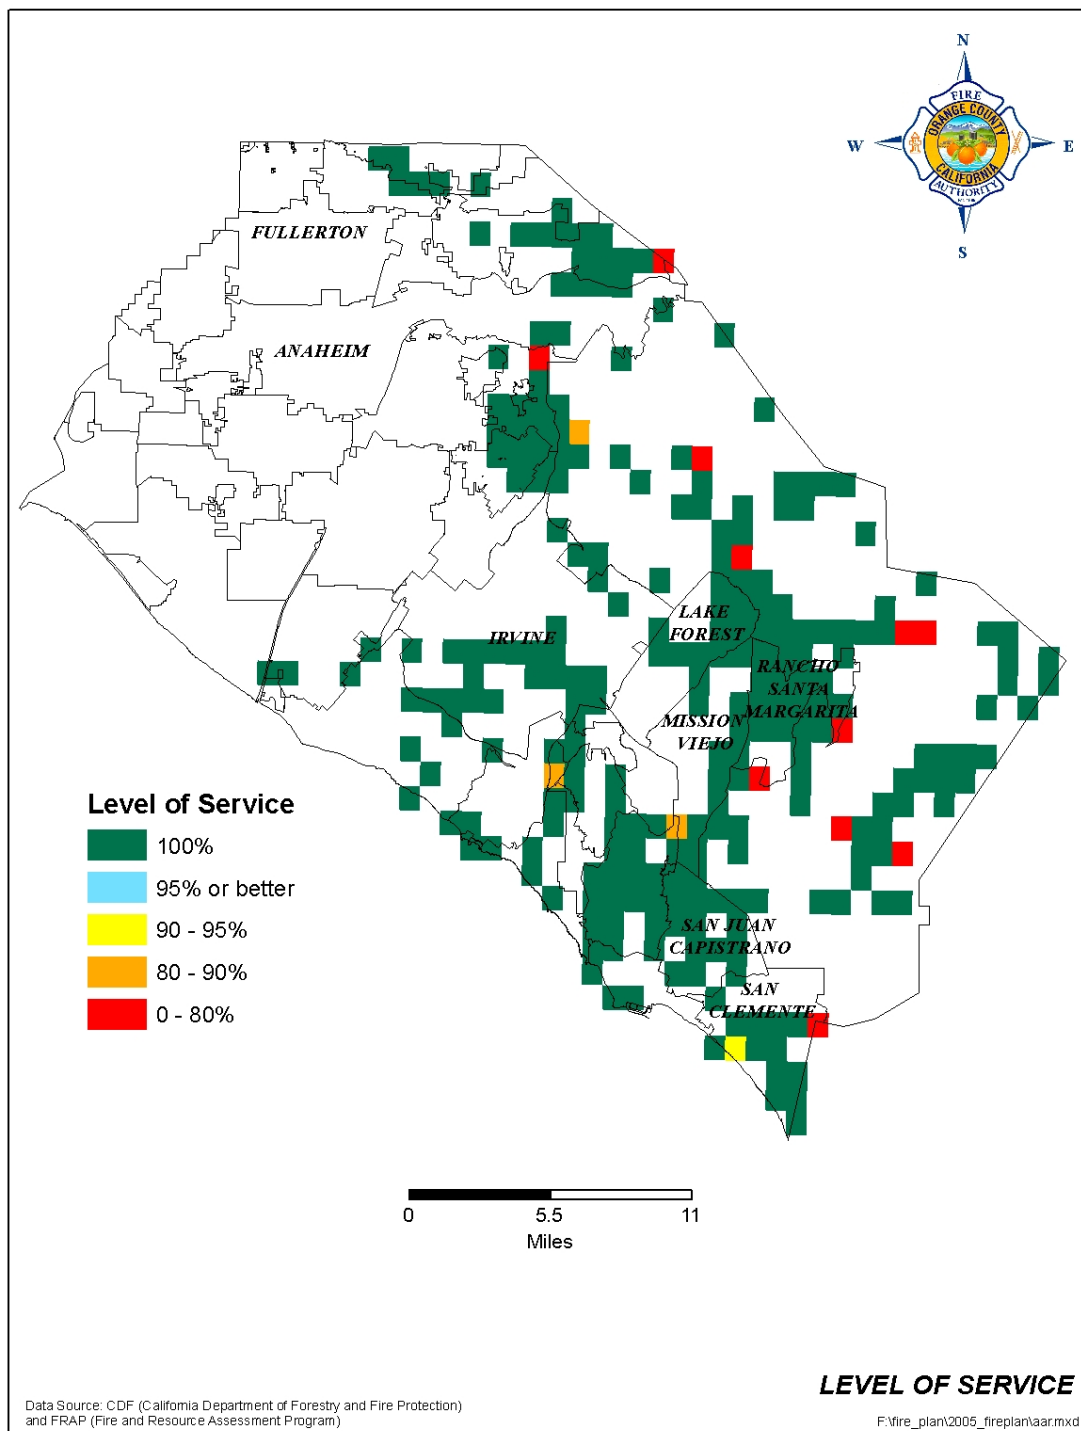 N
W
E
S
FIRE
ORANGE COUNTY
CALIFORNIA
AUTHORITY
FULLERTON
ANAHEIM
IRVINE
LAKE
FOREST
RANCHO
SANTA
MARGARITA
MISSION
VIEJO
Level of Service
100%
95% or better
90 - 95%
80 - 90%
0 - 80%
SAN JUAN
CAPISTRANO
SAN
CLEMENTE
0 5.5 11
Miles
LEVEL OF SERVICE
Data Source: CDF (California Department of Forestry and Fire Protection)
and FRAP (Fire and Resource Assessment Program)
F:\fire_plan\2005_fireplan\aar.mxd